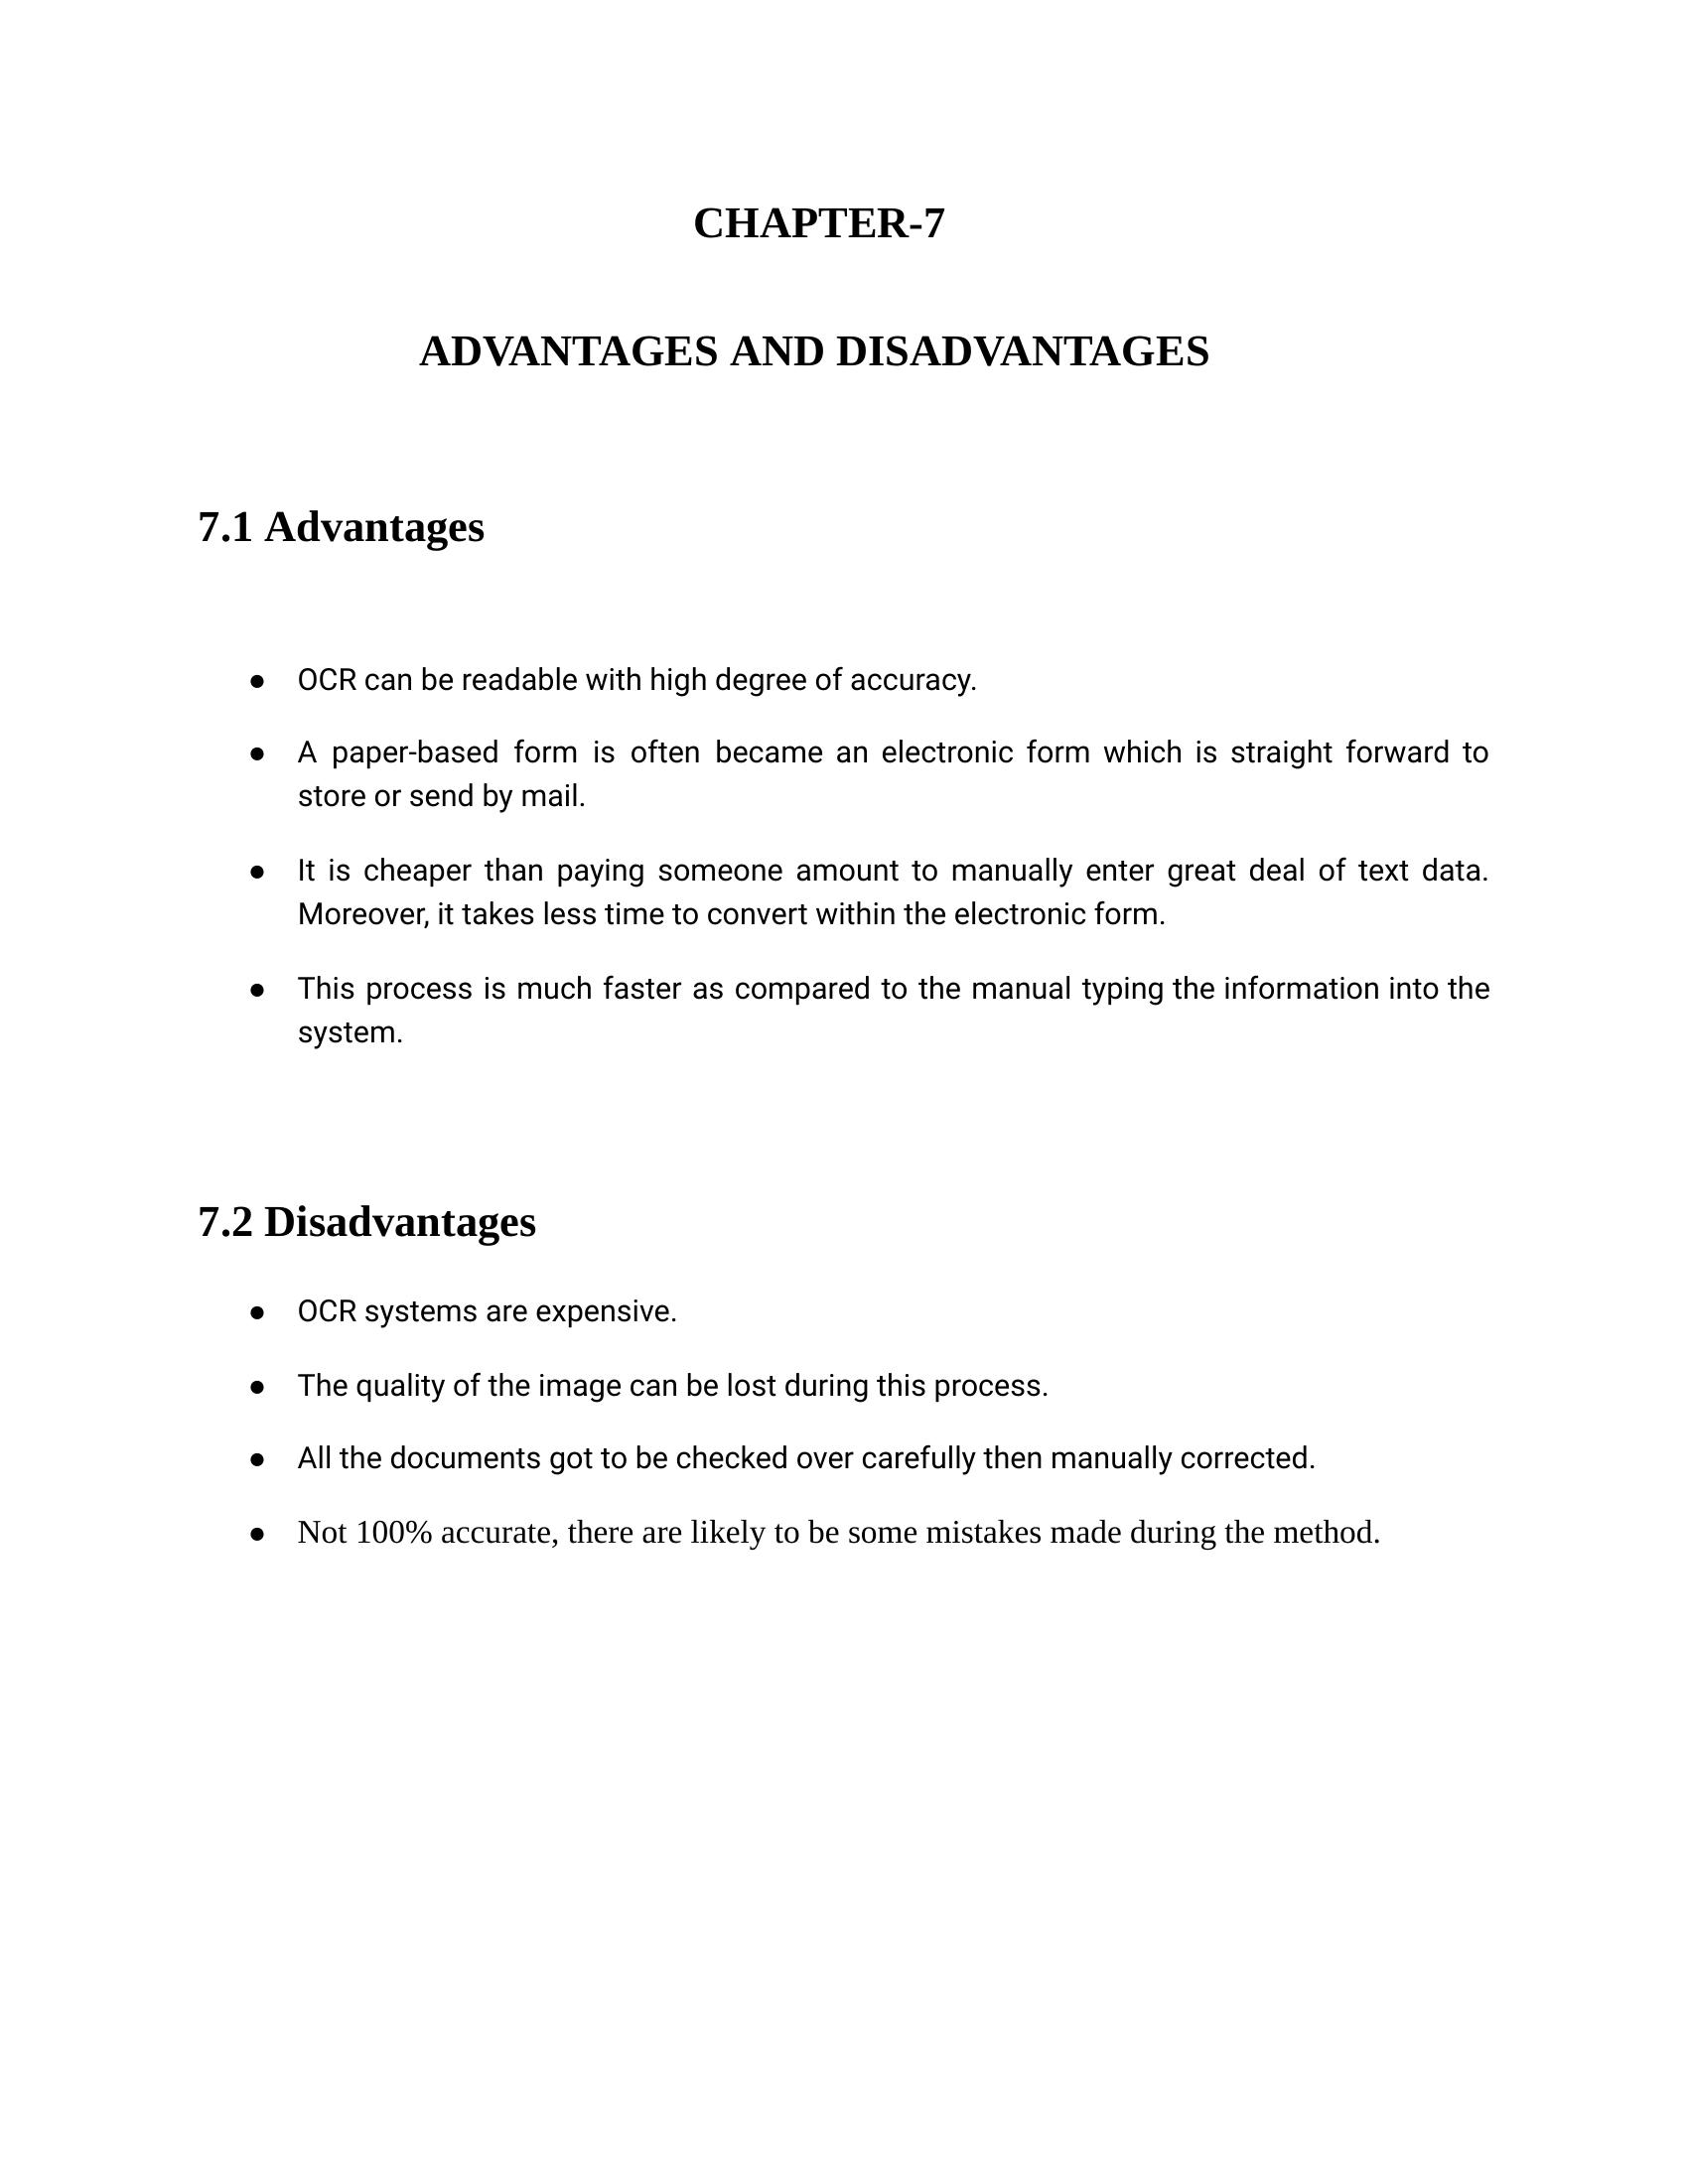 CHAPTER-7
ADVANTAGES AND DISADVANTAGES
7.1 Advantages
● OCR can be readable with high degree of accuracy.
● A paper-based form is often became an electronic form which is straight forward to
store or send by mail.
● It is cheaper than paying someone amount to manually enter great deal of text data.
Moreover, it takes less time to convert within the electronic form.
● This process is much faster as compared to the manual typing the information into the
system.
7.2 Disadvantages
● OCR systems are expensive.
● The quality of the image can be lost during this process.
● All the documents got to be checked over carefully then manually corrected.
● Not 100% accurate, there are likely to be some mistakes made during the method.